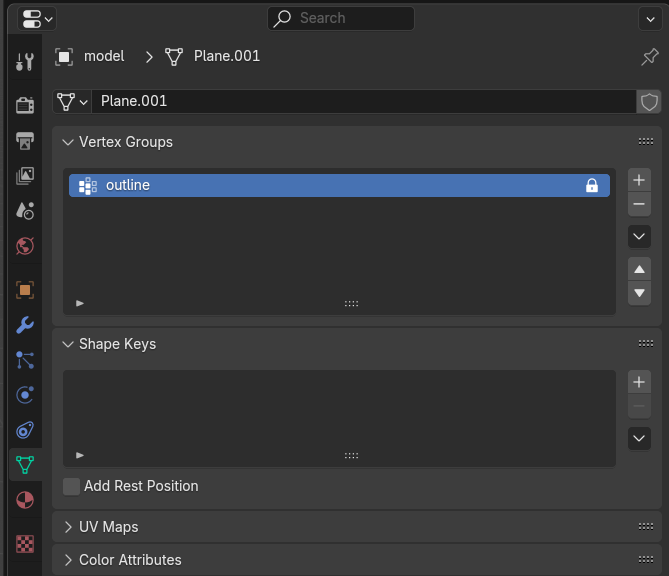 Search
model Plane.001
Plane.001
Vertex Groups
outline
Shape Keys
Add Rest Position
UV Maps
Color Attributes